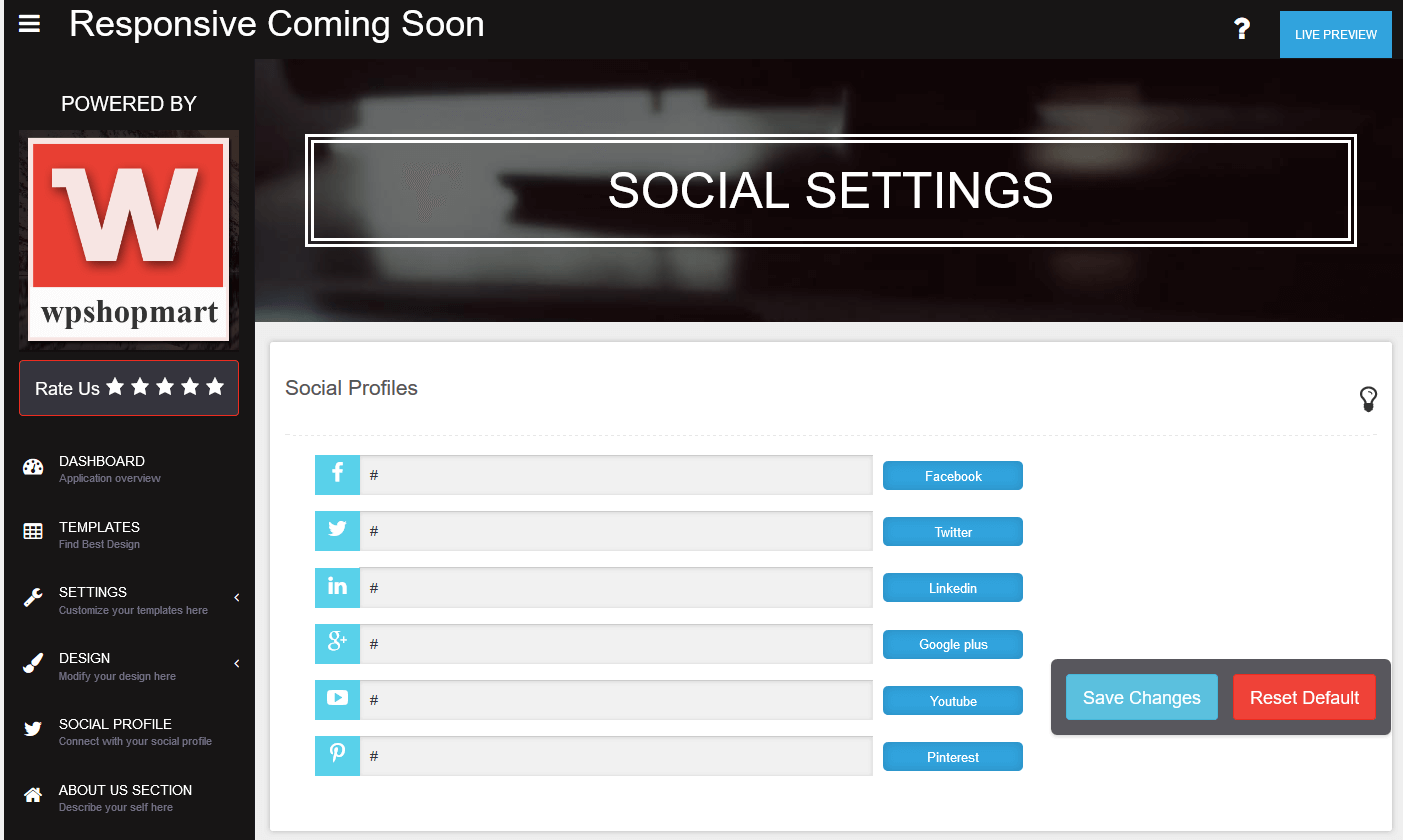 Responsive Coming Soon
?
LIVE PREVIEW
POWERED BY
W
wpshopmart
Rate Us
DASHBOARD
Application overview
TEMPLATES
Find Best Design
SETTINGS
Customize your templates here
DESIGN
Modify your design here
SOCIAL PROFILE
Connect with your social profile
ABOUT US SECTION
Describe your self here
SOCIAL SETTINGS
Social Profiles
f # Facebook
# Twitter
in # Linkedin
g+ # Google plus
# Youtube
# Pinterest
Save Changes Reset Default